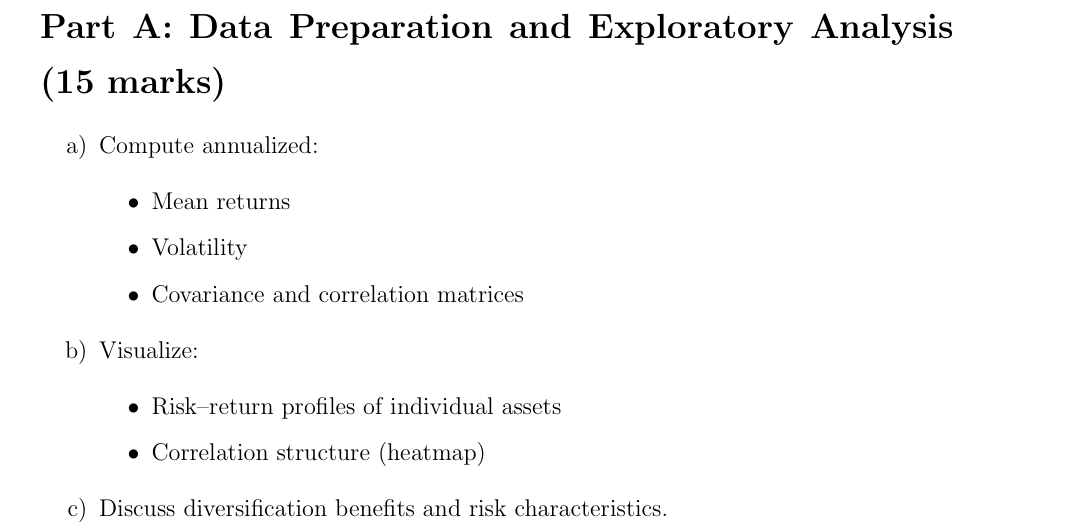 Part A: Data Preparation and Exploratory Analysis
(15 marks)
a) Compute annualized:
• Mean returns
• Volatility
• Covariance and correlation matrices
b) Visualize:
• Risk–return profiles of individual assets
• Correlation structure (heatmap)
c) Discuss diversification benefits and risk characteristics.